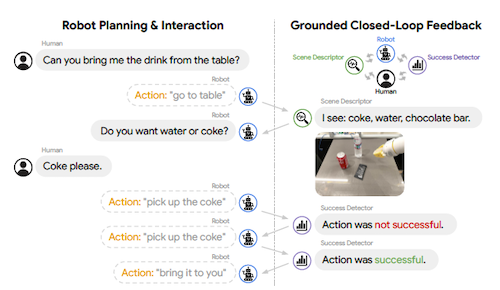 Robot Planning & Interaction
Grounded Closed-Loop Feedback
Robot
Scene Descriptor
Success Detector
Human
Human
Can you bring me the drink from the table?
Robot
Action: "go to table"
Scene Descriptor
I see: coke, water, chocolate bar.
Robot
Do you want water or coke?
Human
Coke please.
Robot
Action: "pick up the coke"
Success Detector
Action was not successful.
Robot
Action: "pick up the coke"
Success Detector
Action was successful.
Robot
Action: "bring it to you"